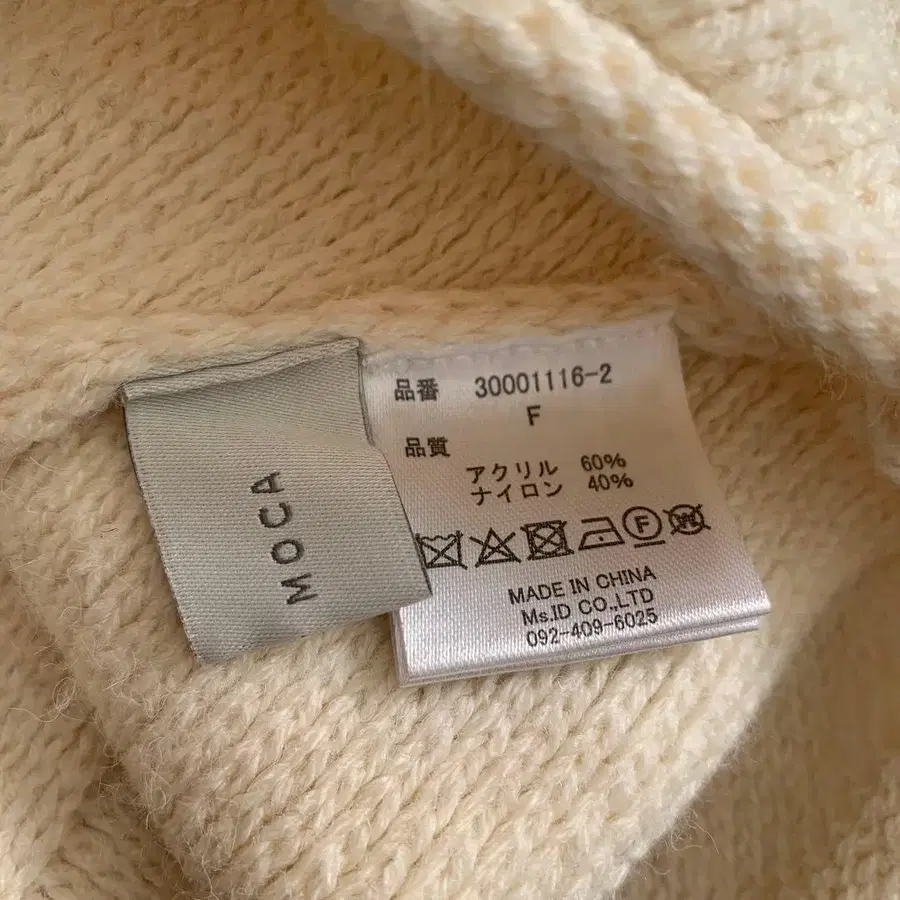 MOCA
品番 30001116-2
F
品質
アクリル 60%
ナイロン 40%
F W
MADE IN CHINA
Ms.ID CO.,LTD
092-409-6025